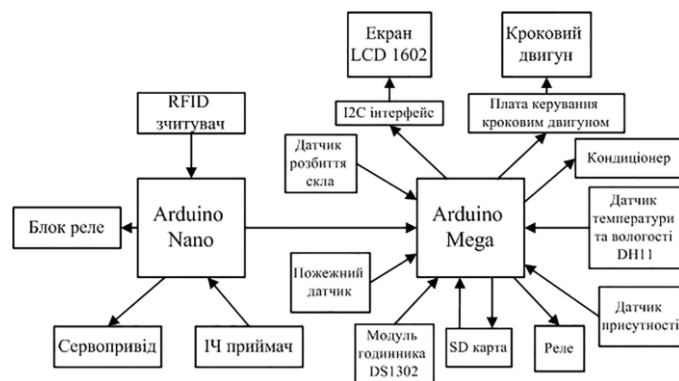 Екран
LCD 1602
Кроковий
двигун
RFID
зчитувач
I2C інтерфейс
Плата керування
кроковим двигуном
Датчик
розбиття
скла
Кондиціонер
Блок реле
Arduino
Nano
Arduino
Mega
Датчик
температури
та вологості
DH11
Пожежний
датчик
Датчик
присутності
Сервопривід
ІЧ приймач
Модуль
годинника
DS1302
SD карта
Реле